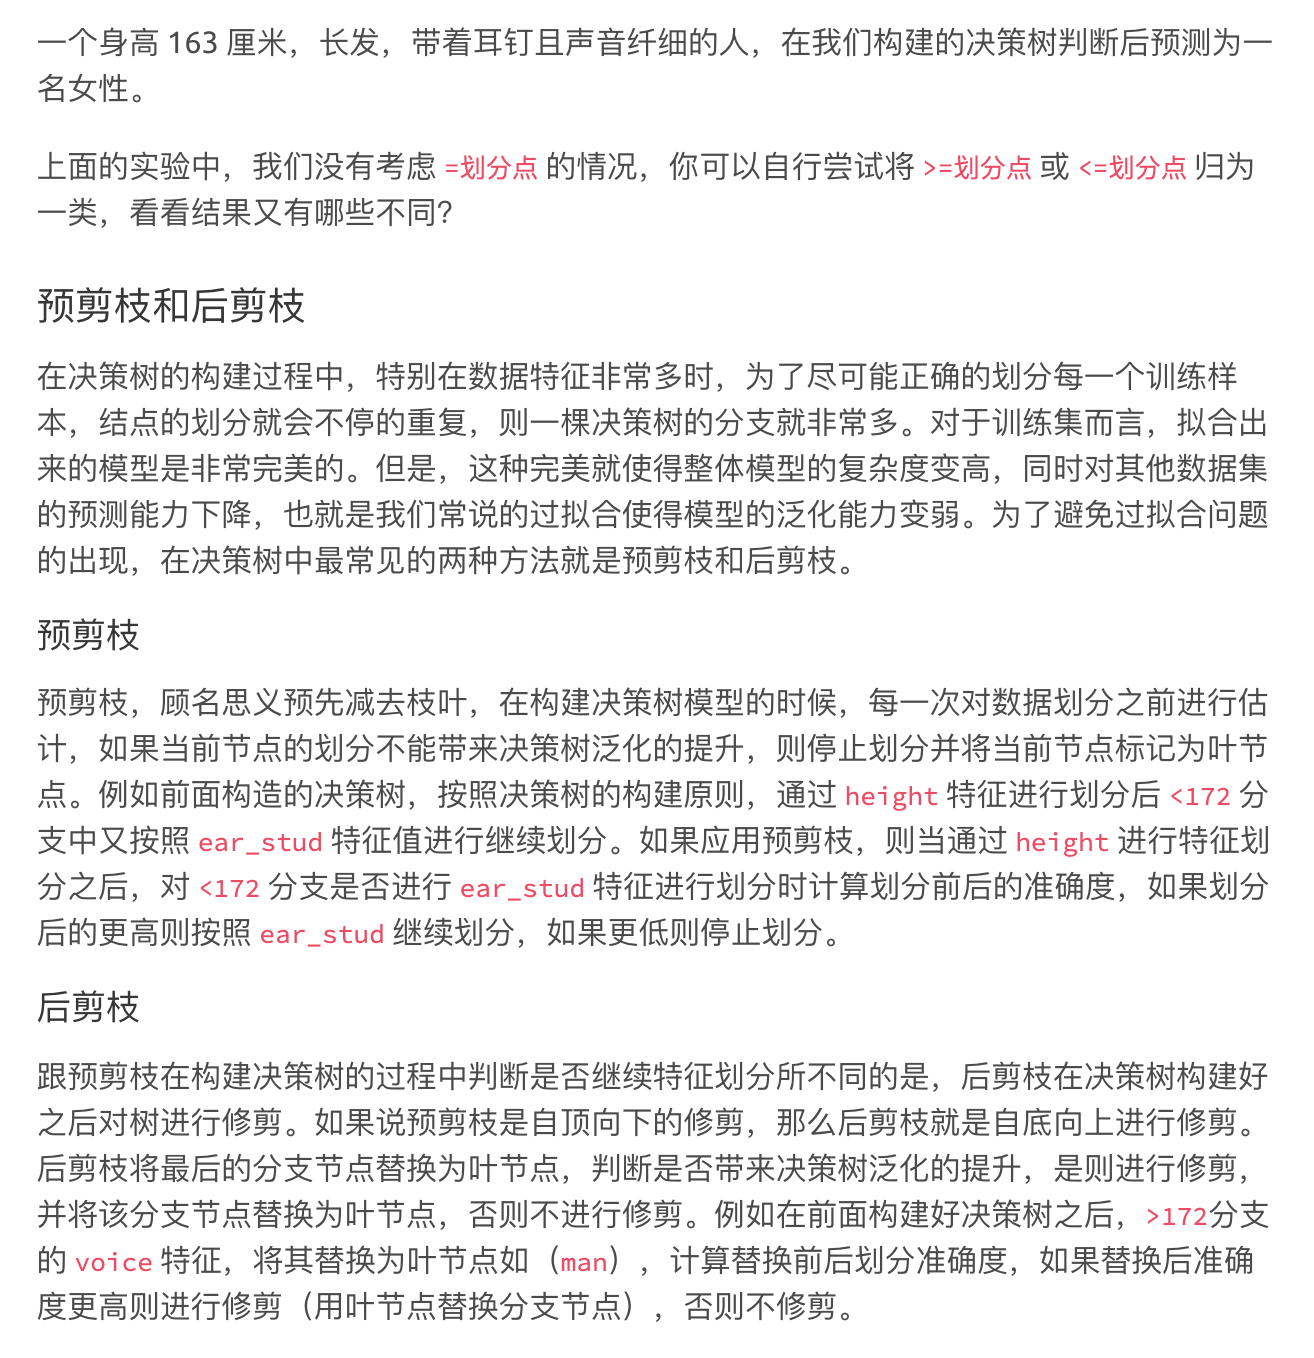 一个身高 163 厘米，长发，带着耳钉且声音纤细的人，在我们构建的决策树判断后预测为一
名女性。
上面的实验中，我们没有考虑 =划分点 的情况，你可以自行尝试将 >=划分点 或 <=划分点 归为
一类，看看结果又有哪些不同？
预剪枝和后剪枝
在决策树的构建过程中，特别在数据特征非常多时，为了尽可能正确的划分每一个训练样
本，结点的划分就会不停的重复，则一棵决策树的分支就非常多。对于训练集而言，拟合出
来的模型是非常完美的。但是，这种完美就使得整体模型的复杂度变高，同时对其他数据集
的预测能力下降，也就是我们常说的过拟合使得模型的泛化能力变弱。为了避免过拟合问题
的出现，在决策树中最常见的两种方法就是预剪枝和后剪枝。
预剪枝
预剪枝，顾名思义预先减去枝叶，在构建决策树模型的时候，每一次对数据划分之前进行估
计，如果当前节点的划分不能带来决策树泛化的提升，则停止划分并将当前节点标记为叶节
点。例如前面构造的决策树，按照决策树的构建原则，通过 height 特征进行划分后 <172 分
支中又按照 ear_stud 特征值进行继续划分。如果应用预剪枝，则当通过 height 进行特征划
分之后，对 <172 分支是否进行 ear_stud 特征进行划分时计算划分前后的准确度，如果划分
后的更高则按照 ear_stud 继续划分，如果更低则停止划分。
后剪枝
跟预剪枝在构建决策树的过程中判断是否继续特征划分所不同的是，后剪枝在决策树构建好
之后对树进行修剪。如果说预剪枝是自顶向下的修剪，那么后剪枝就是自底向上进行修剪。
后剪枝将最后的分支节点替换为叶节点，判断是否带来决策树泛化的提升，是则进行修剪，
并将该分支节点替换为叶节点，否则不进行修剪。例如在前面构建好决策树之后，>172分支
的 voice 特征，将其替换为叶节点如（man），计算替换前后划分准确度，如果替换后准确
度更高则进行修剪（用叶节点替换分支节点），否则不修剪。